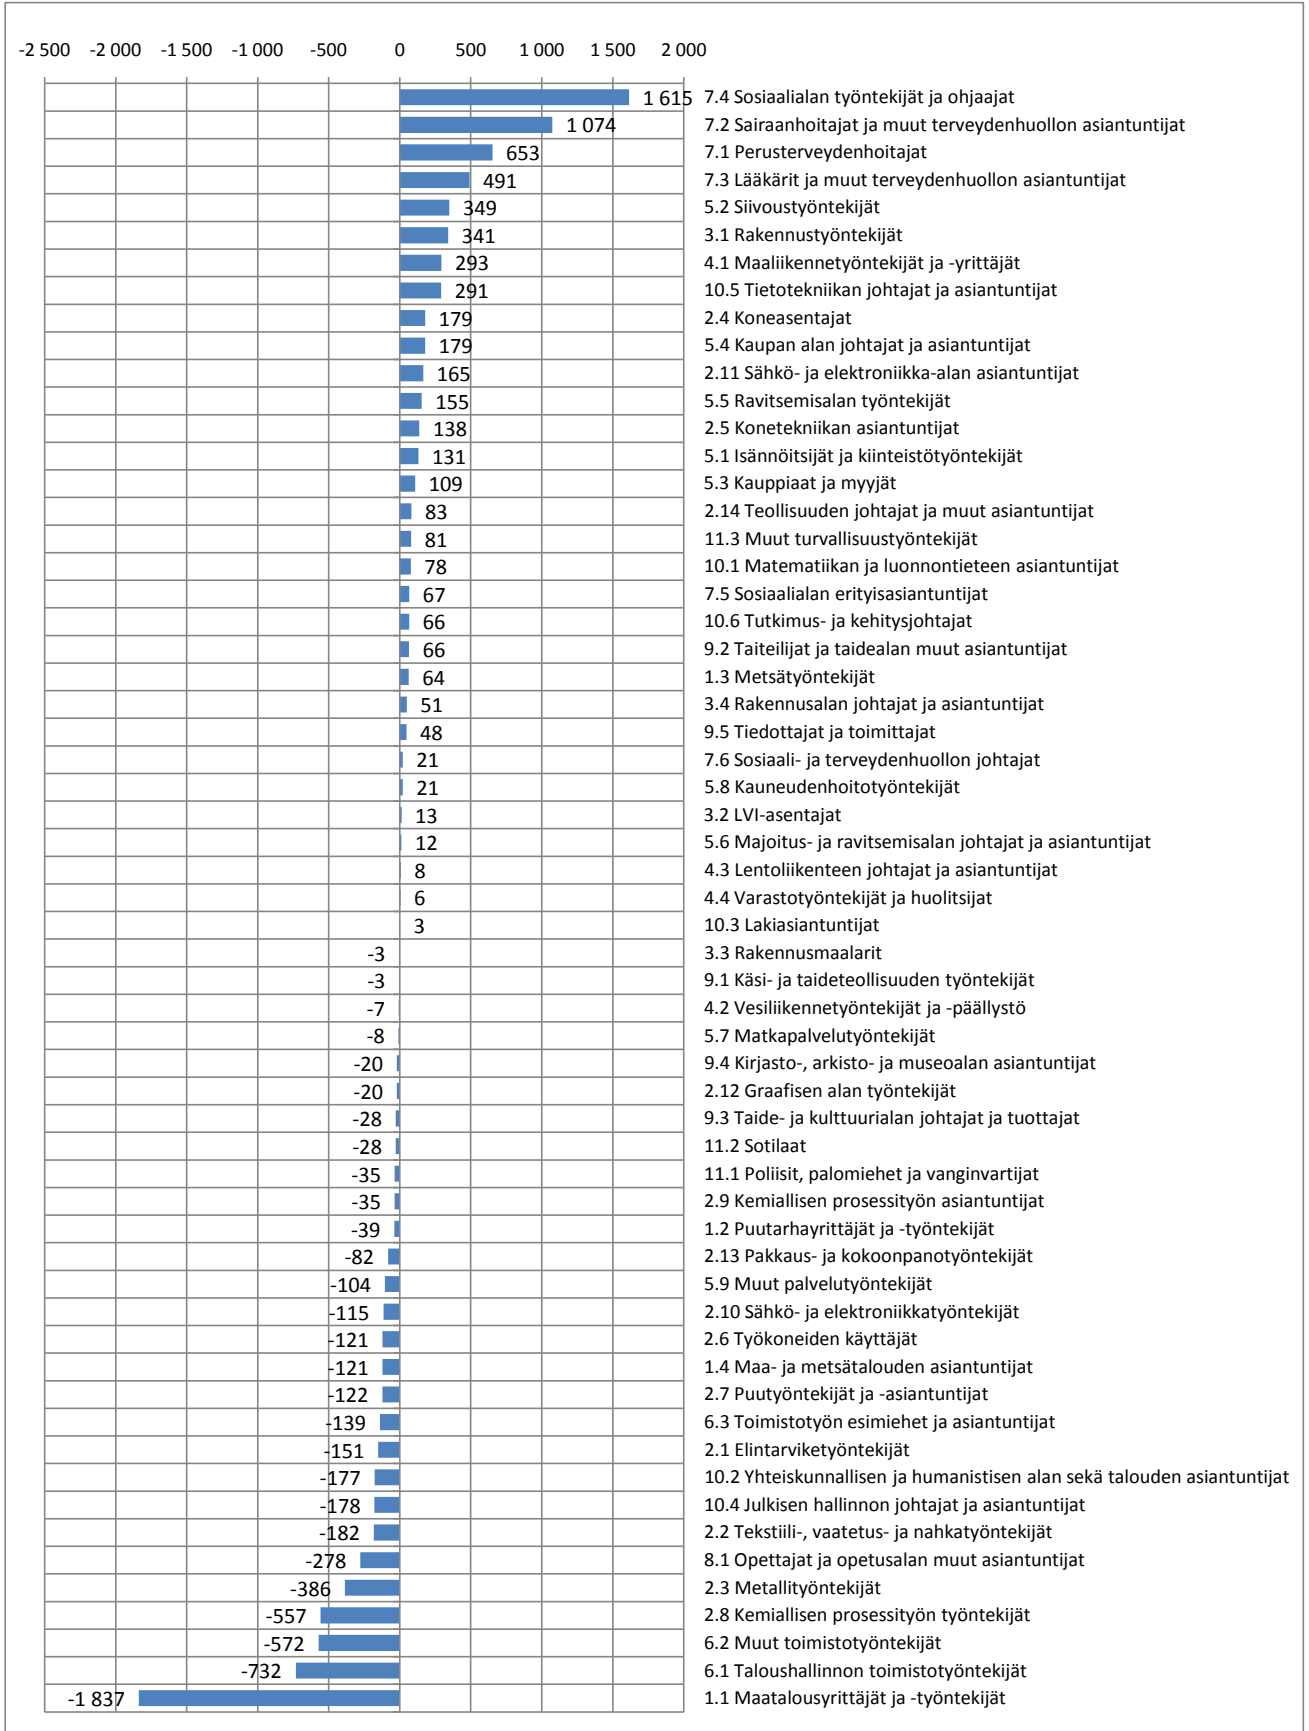 -2 500 -2 000 -1 500 -1 000 -500 0 500 1 000 1 500 2 000
1 615 7.4 Sosiaalialan työntekijät ja ohjaajat
1 074 7.2 Sairaanhoitajat ja muut terveydenhuollon asiantuntijat
653 7.1 Perusterveydenhoitajat
491 7.3 Lääkärit ja muut terveydenhuollon asiantuntijat
349 5.2 Siivoustyöntekijät
341 3.1 Rakennustyöntekijät
293 4.1 Maaliikennetyöntekijät ja -yrittäjät
291 10.5 Tietotekniikan johtajat ja asiantuntijat
179 2.4 Koneasentajat
179 5.4 Kaupan alan johtajat ja asiantuntijat
165 2.11 Sähkö- ja elektroniikka-alan asiantuntijat
155 5.5 Ravitsemisalan työntekijät
138 2.5 Konetekniikan asiantuntijat
131 5.1 Isännöitsijät ja kiinteistötyöntekijät
109 5.3 Kauppiaat ja myyjät
83 2.14 Teollisuuden johtajat ja muut asiantuntijat
81 11.3 Muut turvallisuustyöntekijät
78 10.1 Matematiikan ja luonnontieteen asiantuntijat
67 7.5 Sosiaalialan erityisasiantuntijat
66 10.6 Tutkimus- ja kehitysjohtajat
66 9.2 Taiteilijat ja taidealan muut asiantuntijat
64 1.3 Metsätyöntekijät
51 3.4 Rakennusalan johtajat ja asiantuntijat
48 9.5 Tiedottajat ja toimittajat
21 7.6 Sosiaali- ja terveydenhuollon johtajat
21 5.8 Kauneudenhoitotyöntekijät
13 3.2 LVI-asentajat
12 5.6 Majoitus- ja ravitsemisalan johtajat ja asiantuntijat
8 4.3 Lentoliikenteen johtajat ja asiantuntijat
6 4.4 Varastotyöntekijät ja huolitsijat
3 10.3 Lakiasiantuntijat
-3 3.3 Rakennusmaalarit
-3 9.1 Käsi- ja taideteollisuuden työntekijät
-7 4.2 Vesiliikennetyöntekijät ja -päällystö
-8 5.7 Matkapalvelutyöntekijät
-20 9.4 Kirjasto-, arkisto- ja museoalan asiantuntijat
-20 2.12 Graafisen alan työntekijät
-28 9.3 Taide- ja kulttuurialan johtajat ja tuottajat
-28 11.2 Sotilaat
-35 11.1 Poliisit, palomiehet ja vanginvartijat
-35 2.9 Kemiallisen prosessityön asiantuntijat
-39 1.2 Puutarhayrittäjät ja -työntekijät
-82 2.13 Pakkaus- ja kokoonpanotyöntekijät
-104 5.9 Muut palvelutyöntekijät
-115 2.10 Sähkö- ja elektroniikkatyöntekijät
-121 2.6 Työkoneiden käyttäjät
-121 1.4 Maa- ja metsätalouden asiantuntijat
-122 2.7 Puutyöntekijät ja -asiantuntijat
-139 6.3 Toimistotyön esimiehet ja asiantuntijat
-151 2.1 Elintarviketyöntekijät
-177 10.2 Yhteiskunnallisen ja humanistisen alan sekä talouden asiantuntijat
-178 10.4 Julkisen hallinnon johtajat ja asiantuntijat
-182 2.2 Tekstiili-, vaatetus- ja nahkatyöntekijät
-278 8.1 Opettajat ja opetusalan muut asiantuntijat
-386 2.3 Metallityöntekijät
-557 2.8 Kemiallisen prosessityön työntekijät
-572 6.2 Muut toimistotyöntekijät
-732 6.1 Taloushallinnon toimistotyöntekijät
-1 837 1.1 Maatalousyrittäjät ja -työntekijät